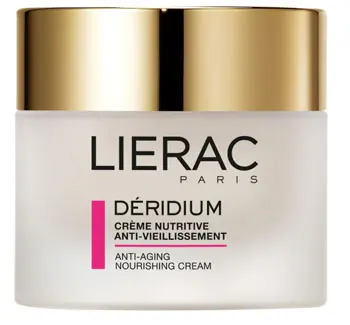 LIERAC
PARIS
DÉRIDIUM
CRÈME NUTRITIVE
ANTI-VIEILLISSEMENT
ANTI-AGING
NOURISHING CREAM